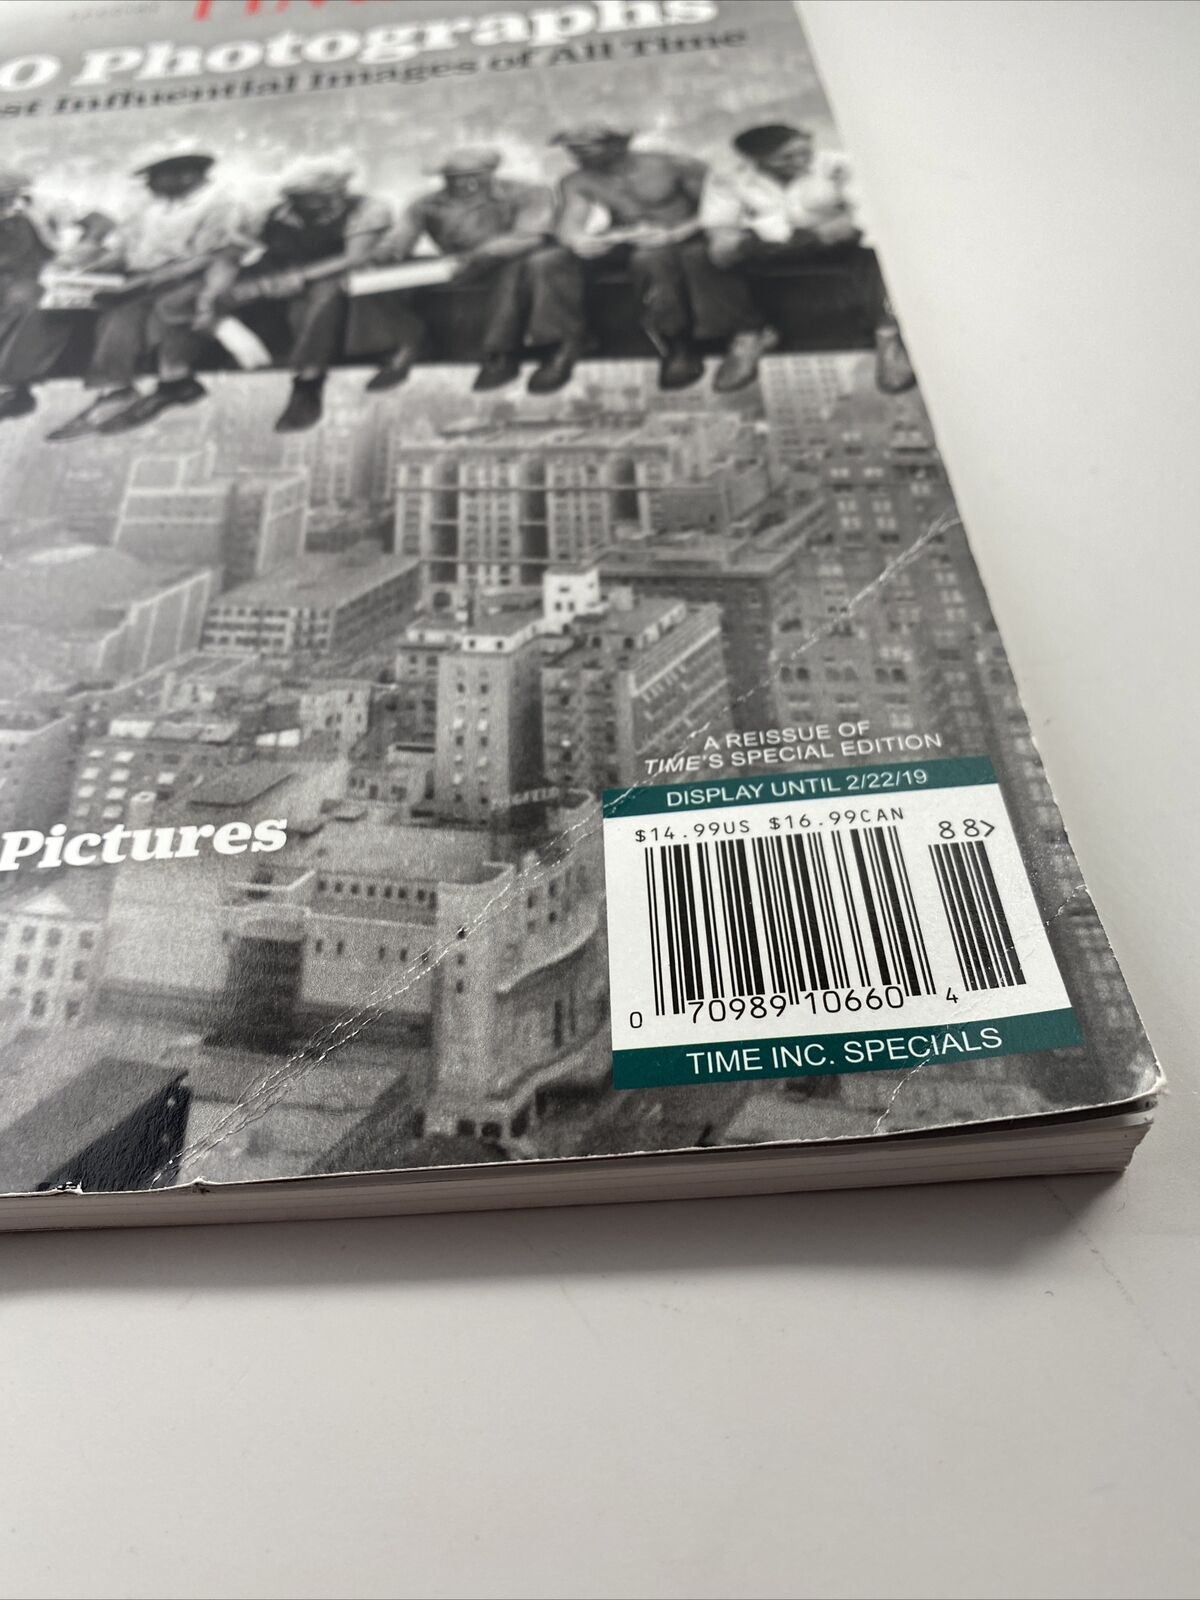 0 Photographs
st Influential Images of All Time
Pictures
A REISSUE OF
TIME'S SPECIAL EDITION
DISPLAY UNTIL 2/22/19
$14.99US $16.99CAN
88>
0 70989 10660 4
TIME INC. SPECIALS